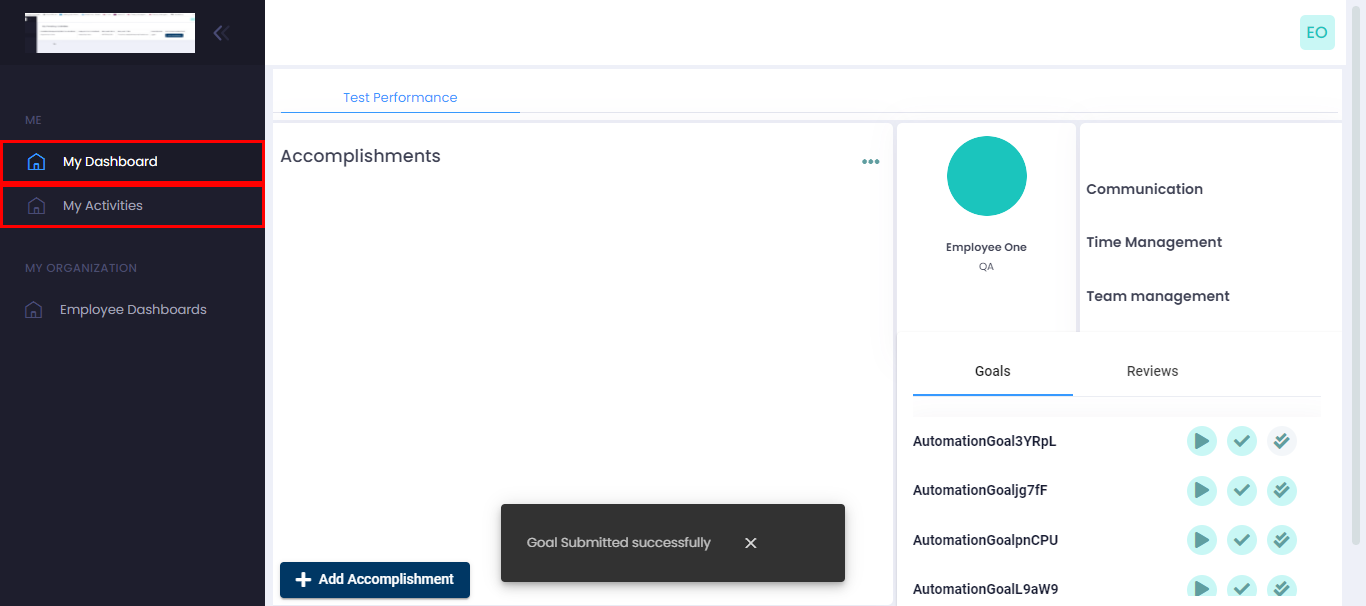 EO
ME
My Dashboard
My Activities
MY ORGANIZATION
Employee Dashboards
Test Performance
Accomplishments
Add Accomplishment
Employee One
QA
Communication
Time Management
Team management
Goals Reviews
AutomationGoal3YRpL
AutomationGoaljg7fF
AutomationGoalpnCPU
AutomationGoalL9aW9
Goal Submitted successfully